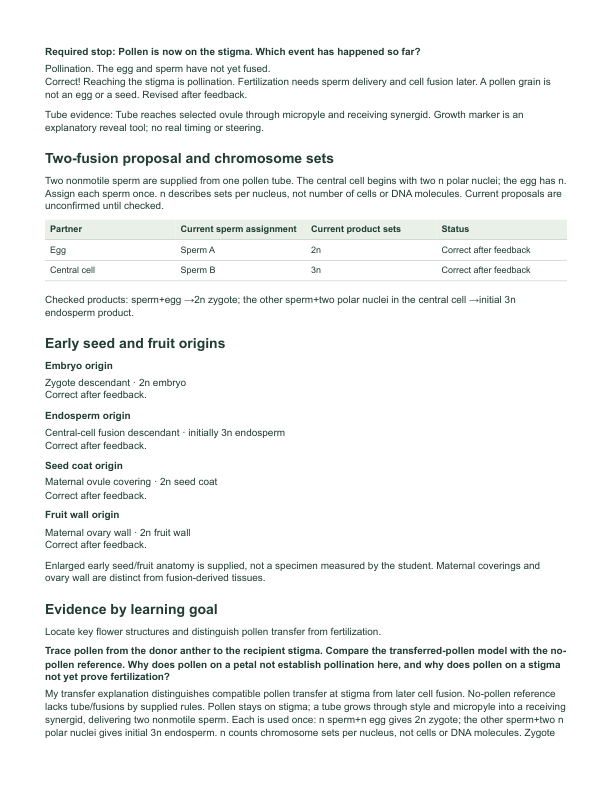 Required stop: Pollen is now on the stigma. Which event has happened so far?
Pollination. The egg and sperm have not yet fused.
Correct! Reaching the stigma is pollination. Fertilization needs sperm delivery and cell fusion later. A pollen grain is
not an egg or a seed. Revised after feedback.
Tube evidence: Tube reaches selected ovule through micropyle and receiving synergid. Growth marker is an
explanatory reveal tool; no real timing or steering.
Two-fusion proposal and chromosome sets
Two nonmotile sperm are supplied from one pollen tube. The central cell begins with two n polar nuclei; the egg has n.
Assign each sperm once. n describes sets per nucleus, not number of cells or DNA molecules. Current proposals are
unconfirmed until checked.
Partner Current sperm assignment Current product sets Status
Egg Sperm A 2n Correct after feedback
Central cell Sperm B 3n Correct after feedback
Checked products: sperm+egg →2n zygote; the other sperm+two polar nuclei in the central cell →initial 3n
endosperm product.
Early seed and fruit origins
Embryo origin
Zygote descendant · 2n embryo
Correct after feedback.
Endosperm origin
Central-cell fusion descendant · initially 3n endosperm
Correct after feedback.
Seed coat origin
Maternal ovule covering · 2n seed coat
Correct after feedback.
Fruit wall origin
Maternal ovary wall · 2n fruit wall
Correct after feedback.
Enlarged early seed/fruit anatomy is supplied, not a specimen measured by the student. Maternal coverings and
ovary wall are distinct from fusion-derived tissues.
Evidence by learning goal
Locate key flower structures and distinguish pollen transfer from fertilization.
Trace pollen from the donor anther to the recipient stigma. Compare the transferred-pollen model with the no-
pollen reference. Why does pollen on a petal not establish pollination here, and why does pollen on a stigma
not yet prove fertilization?
My transfer explanation distinguishes compatible pollen transfer at stigma from later cell fusion. No-pollen reference
lacks tube/fusions by supplied rules. Pollen stays on stigma; a tube grows through style and micropyle into a receiving
synergid, delivering two nonmotile sperm. Each is used once: n sperm+n egg gives 2n zygote; the other sperm+two n
polar nuclei gives initial 3n endosperm. n counts chromosome sets per nucleus, not cells or DNA molecules. Zygote